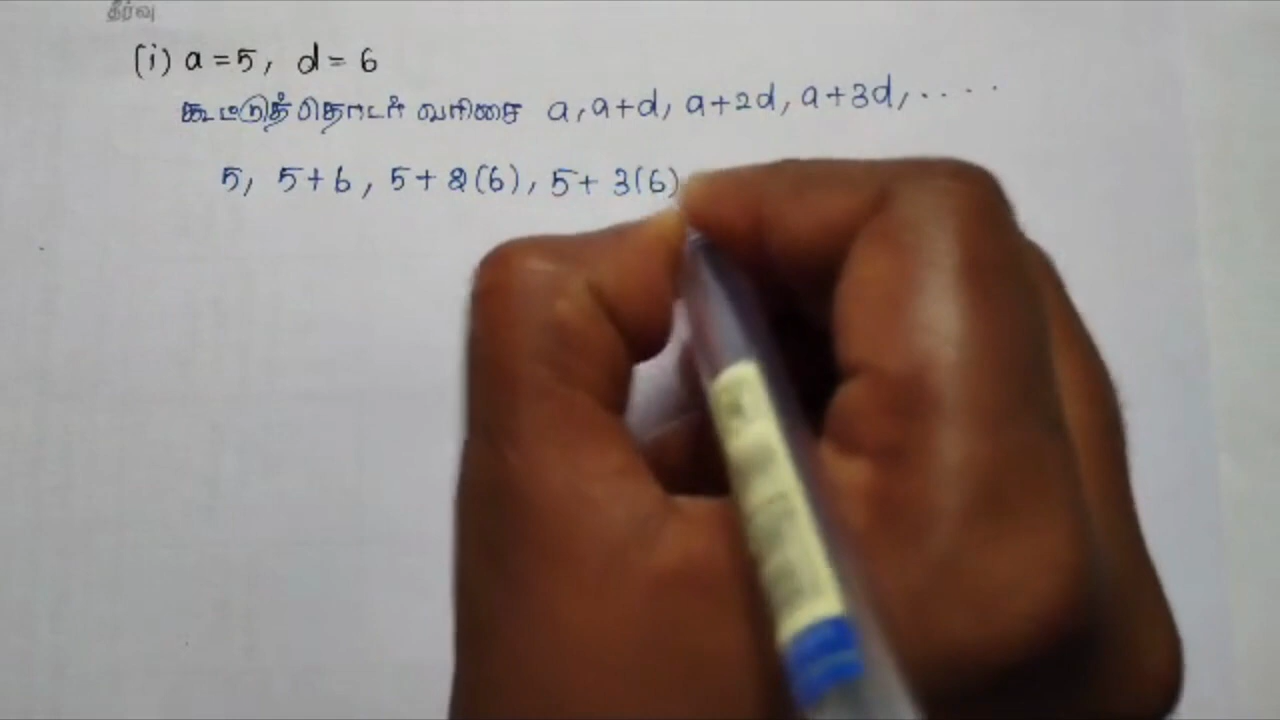 தீர்வு
(i) a = 5, d = 6
கூட்டுத் தொடர் வரிசை a, a+d, a+2d, a+3d, ....
5, 5+6, 5+2(6), 5+3(6)